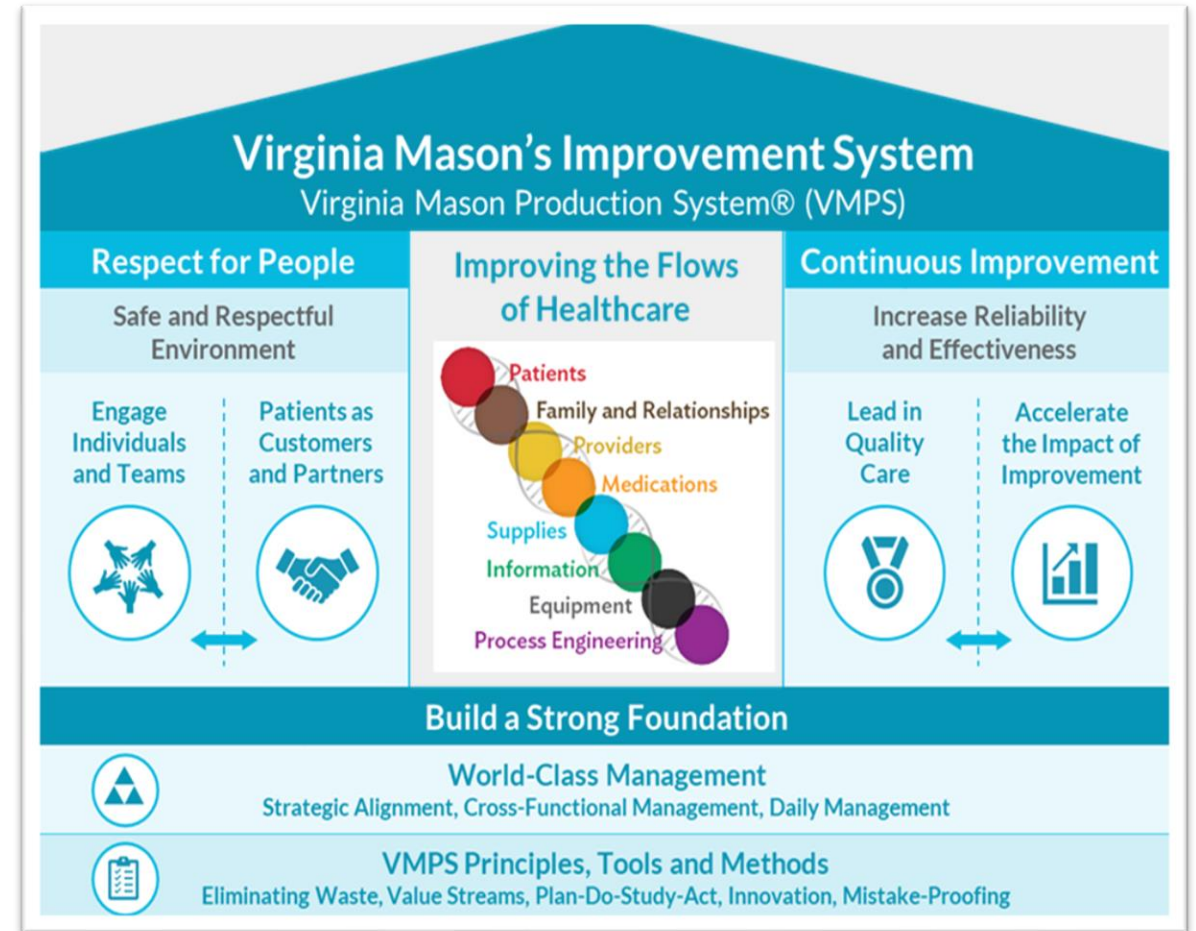 Virginia Mason's Improvement System
Virginia Mason Production System® (VMPS)
Respect for People
Safe and Respectful
Environment
Engage
Individuals
and Teams
Patients as
Customers
and Partners
Improving the Flows
of Healthcare
Patients
Family and Relationships
Providers
Medications
Supplies
Information
Equipment
Process Engineering
Continuous Improvement
Increase Reliability
and Effectiveness
Lead in
Quality
Care
Accelerate
the Impact of
Improvement
Build a Strong Foundation
World-Class Management
Strategic Alignment, Cross-Functional Management, Daily Management
VMPS Principles, Tools and Methods
Eliminating Waste, Value Streams, Plan-Do-Study-Act, Innovation, Mistake-Proofing